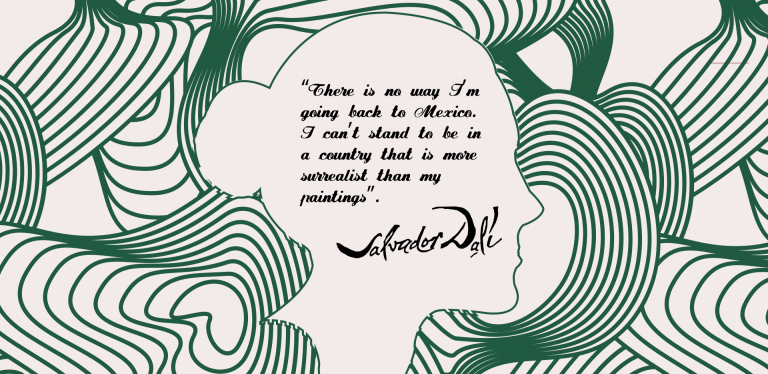 "There is no way I'm
going back to Mexico.
I can't stand to be in
a country that is more
surrealist than my
paintings".
Salvador Dalí